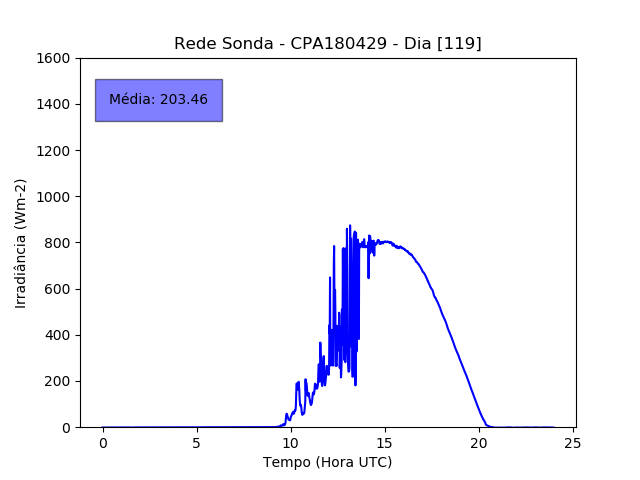 Rede Sonda - CPA180429 - Dia [119]
1600
1400
1200
1000
800
600
400
200
0
Irradiância (Wm-2)
Média: 203.46
0 5 10 15 20 25
Tempo (Hora UTC)